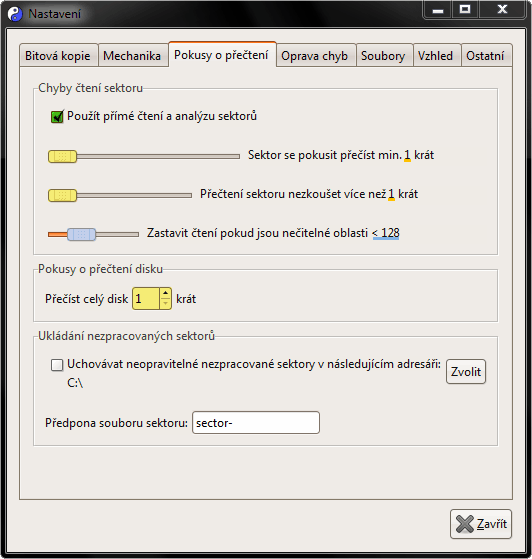 Nastavení
Bitová kopie Mechanika Pokusy o přečtení Oprava chyb Soubory Vzhled Ostatní
Chyby čtení sektoru
Použít přímé čtení a analýzu sektorů
Sektor se pokusit přečíst min. 1 krát
Přečtení sektoru nezkoušet více než 1 krát
Zastavit čtení pokud jsou nečitelné oblasti < 128
Pokusy o přečtení disku
Přečíst celý disk 1 krát
Ukládání nezpracovaných sektorů
Uchovávat neopravitelné nezpracované sektory v následujícím adresáři:
C:\
Zvolit
Předpona souboru sektoru: sector-
Zavřít